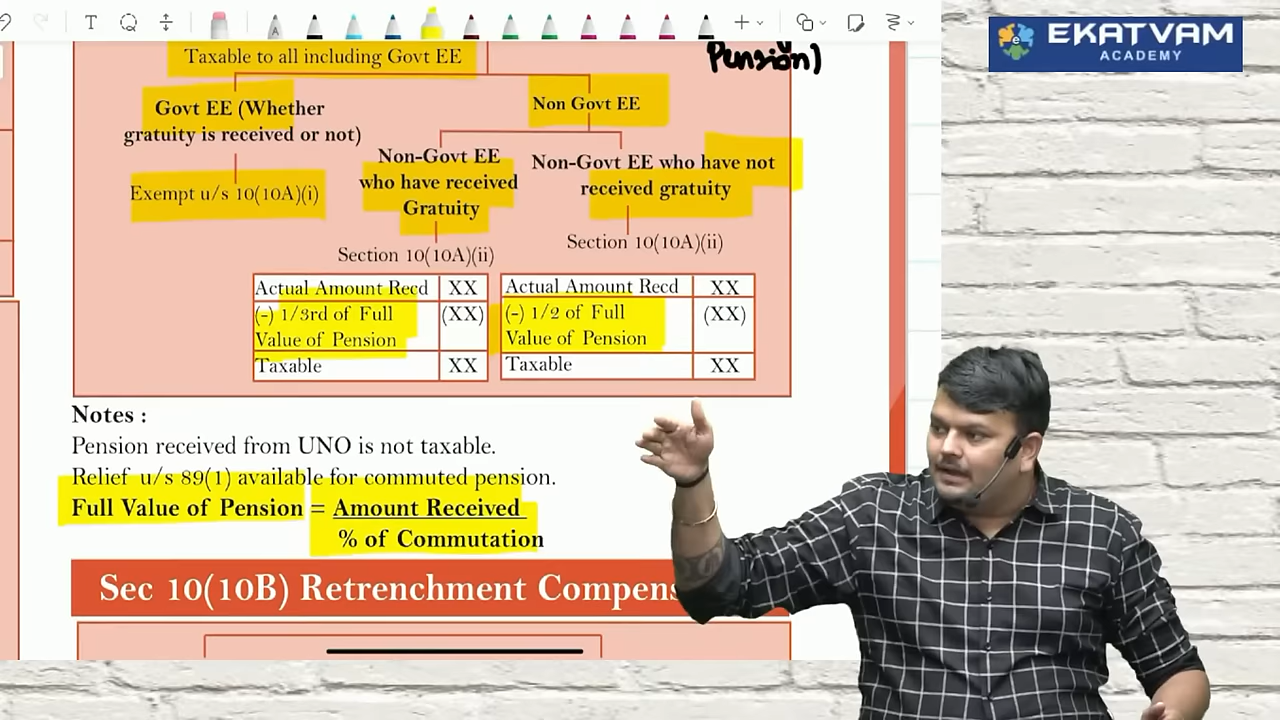 EKATVAM
ACADEMY
Taxable to all including Govt EE
Pension)
Govt EE (Whether
gratuity is received or not)
Exempt u/s 10(10A)(i)
Non Govt EE
Non-Govt EE
who have received
Gratuity
Section 10(10A)(ii)
Non-Govt EE who have not
received gratuity
Section 10(10A)(ii)
Actual Amount Recd XX
(-) 1/3rd of Full (XX)
Value of Pension
Taxable XX
Actual Amount Recd XX
(-) 1/2 of Full (XX)
Value of Pension
Taxable XX
Notes :
Pension received from UNO is not taxable.
Relief u/s 89(1) available for commuted pension.
Full Value of Pension = Amount Received
% of Commutation
Sec 10(10B) Retrenchment Compens